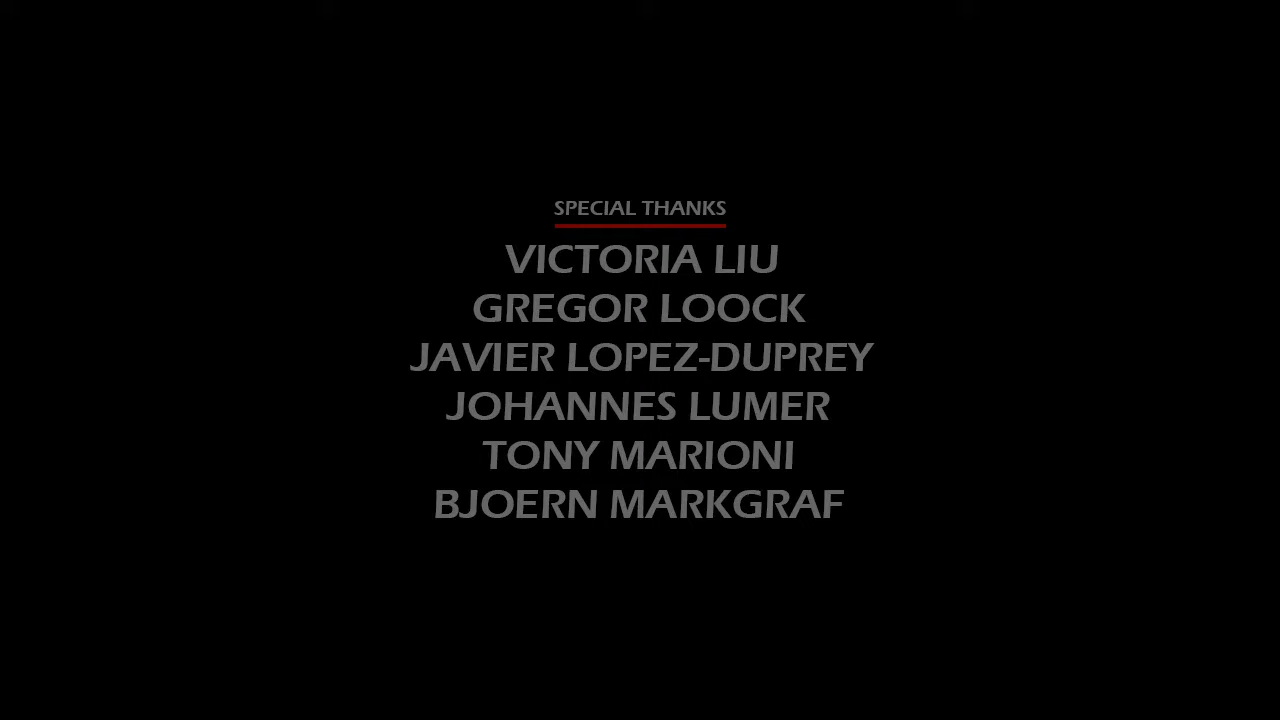 SPECIAL THANKS
VICTORIA LIU
GREGOR LOOCK
JAVIER LOPEZ-DUPREY
JOHANNES LUMER
TONY MARIONI
BJOERN MARKGRAF